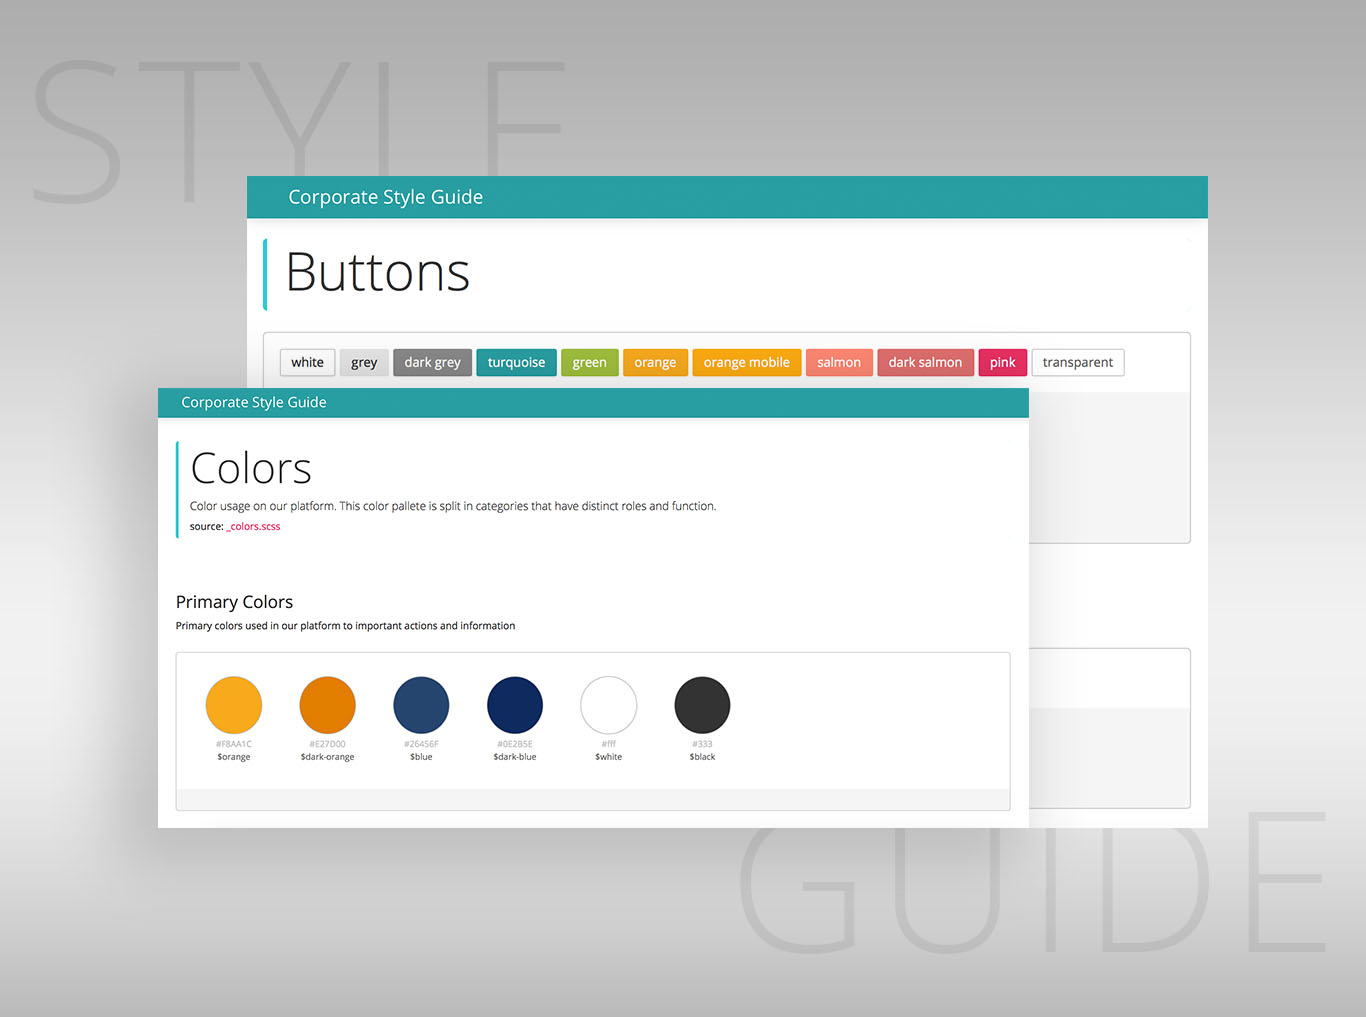 STYLE
Corporate Style Guide
Buttons
white grey dark grey turquoise green orange orange mobile salmon dark salmon pink transparent
Corporate Style Guide
Colors
Color usage on our platform. This color pallete is split in categories that have distinct roles and function.
source: _colors.scss
Primary Colors
Primary colors used in our platform to important actions and information
#F8AA1C #E27D00 #26456F #0E2B5E #fff #333
$orange $dark-orange $blue $dark-blue $white $black
GUIDE